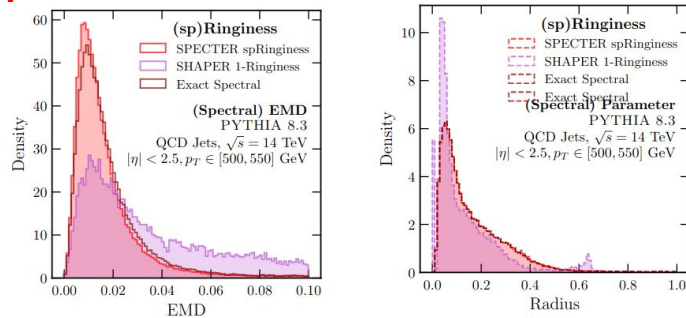 (sp)Ringiness
SPECTER spRinginess
SHAPER 1-Ringiness
Exact Spectral
(Spectral) EMD
PYTHIA 8.3
QCD Jets, √s = 14 TeV
|η| < 2.5, p_T ∈ [500, 550] GeV
Density
60
50
40
30
20
10
0
0.00 0.02 0.04 0.06 0.08 0.10
EMD
(sp)Ringiness
SPECTER spRinginess
SHAPER 1-Ringiness
Exact Spectral
Exact Spectral
(Spectral) Parameter
PYTHIA 8.3
QCD Jets, √s = 14 TeV
|η| < 2.5, p_T ∈ [500, 550] GeV
Density
10
8
6
4
2
0
0.0 0.2 0.4 0.6 0.8 1.0
Radius